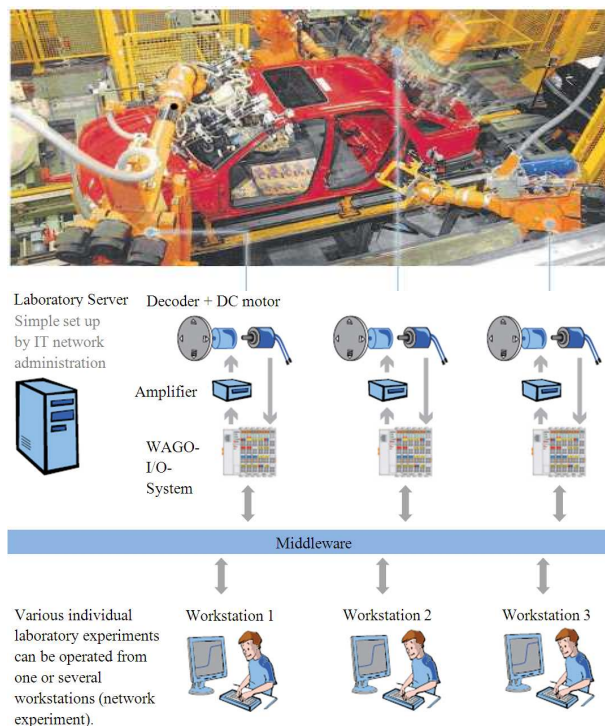 Laboratory Server
Simple set up
by IT network
administration
Decoder + DC motor
Amplifier
WAGO-
I/O-
System
Middleware
Various individual
laboratory experiments
can be operated from
one or several
workstations (network
experiment).
Workstation 1
Workstation 2
Workstation 3